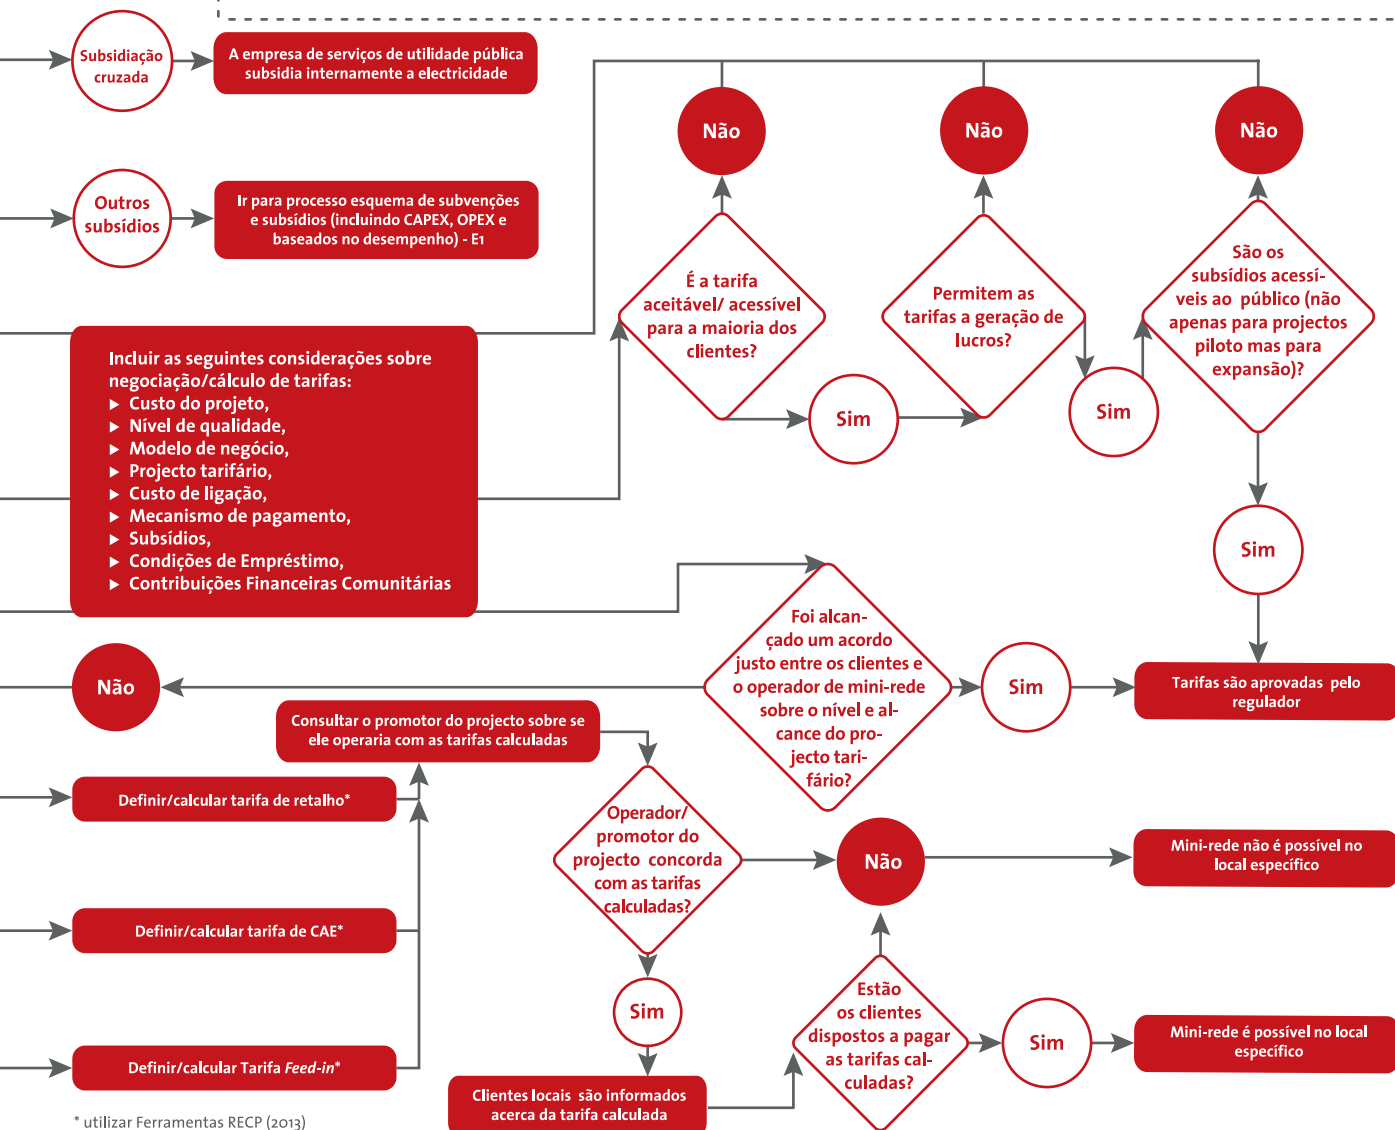 Subsidiação
cruzada
A empresa de serviços de utilidade pública
subsidia internamente a electricidade
Outros
subsídios
Ir para processo esquema de subvenções
e subsídios (incluindo CAPEX, OPEX e
baseados no desempenho) - E1
Não
Não
Não
É a tarifa
aceitável/ acessível
para a maioria dos
clientes?
Sim
Permitem as
tarifas a geração de
lucros?
Sim
São os
subsídios acessí-
veis ao público (não
apenas para projectos
piloto mas para
expansão)?
Sim
Incluir as seguintes considerações sobre
negociação/cálculo de tarifas:
▶ Custo do projeto,
▶ Nível de qualidade,
▶ Modelo de negócio,
▶ Projecto tarifário,
▶ Custo de ligação,
▶ Mecanismo de pagamento,
▶ Subsídios,
▶ Condições de Empréstimo,
▶ Contribuições Financeiras Comunitárias
Não
Foi alcan-
çado um acordo
justo entre os clientes e
o operador de mini-rede
sobre o nível e al-
cance do pro-
jecto tari-
fário?
Sim
Tarifas são aprovadas pelo
regulador
Consultar o promotor do projecto sobre se
ele operaria com as tarifas calculadas
Definir/calcular tarifa de retalho*
Operador/
promotor do
projecto concorda
com as tarifas
calculadas?
Não
Mini-rede não é possível no
local específico
Definir/calcular tarifa de CAE*
Sim
Estão
os clientes
dispostos a pagar
as tarifas cal-
culadas?
Sim
Mini-rede é possível no local
específico
Definir/calcular Tarifa Feed-in*
Clientes locais são informados
acerca da tarifa calculada
* utilizar Ferramentas RECP (2013)